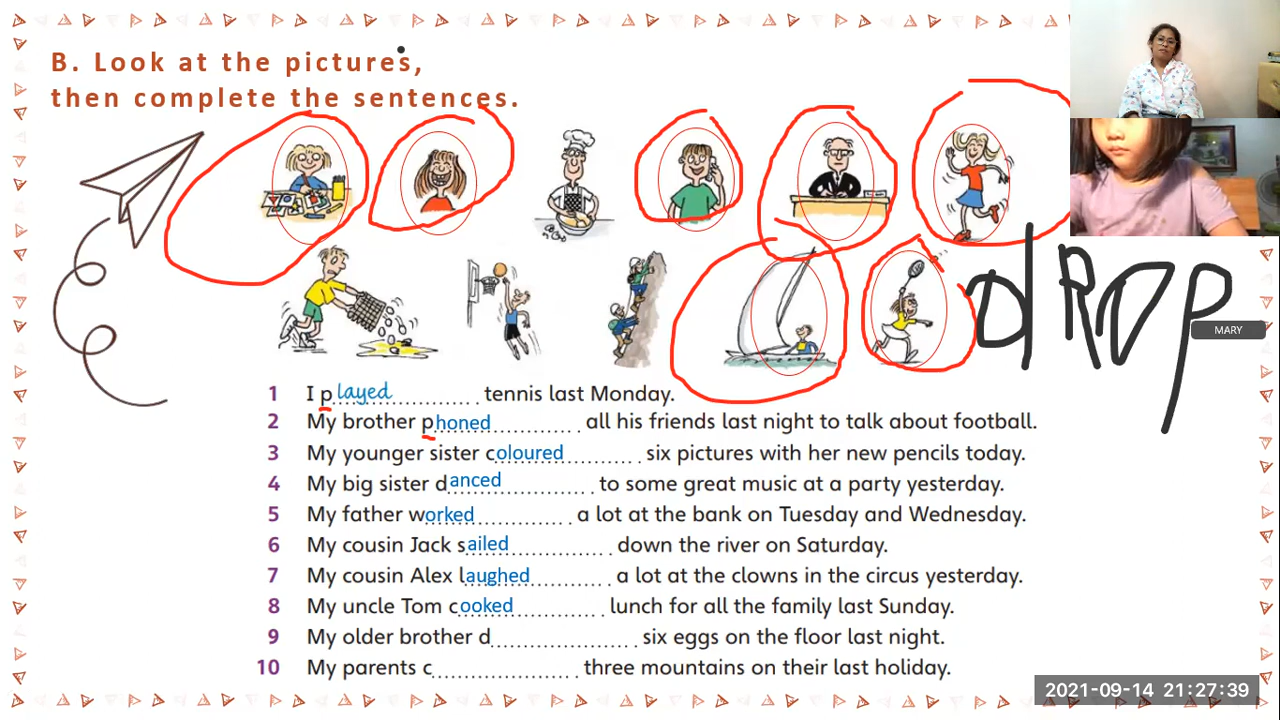 B. Look at the pictures,
then complete the sentences.
dRop
MARY
1 I played tennis last Monday.
2 My brother phoned all his friends last night to talk about football.
3 My younger sister coloured six pictures with her new pencils today.
4 My big sister danced to some great music at a party yesterday.
5 My father worked a lot at the bank on Tuesday and Wednesday.
6 My cousin Jack sailed down the river on Saturday.
7 My cousin Alex laughed a lot at the clowns in the circus yesterday.
8 My uncle Tom cooked lunch for all the family last Sunday.
9 My older brother d.................... six eggs on the floor last night.
10 My parents c.................... three mountains on their last holiday.
2021-09-14 21:27:39